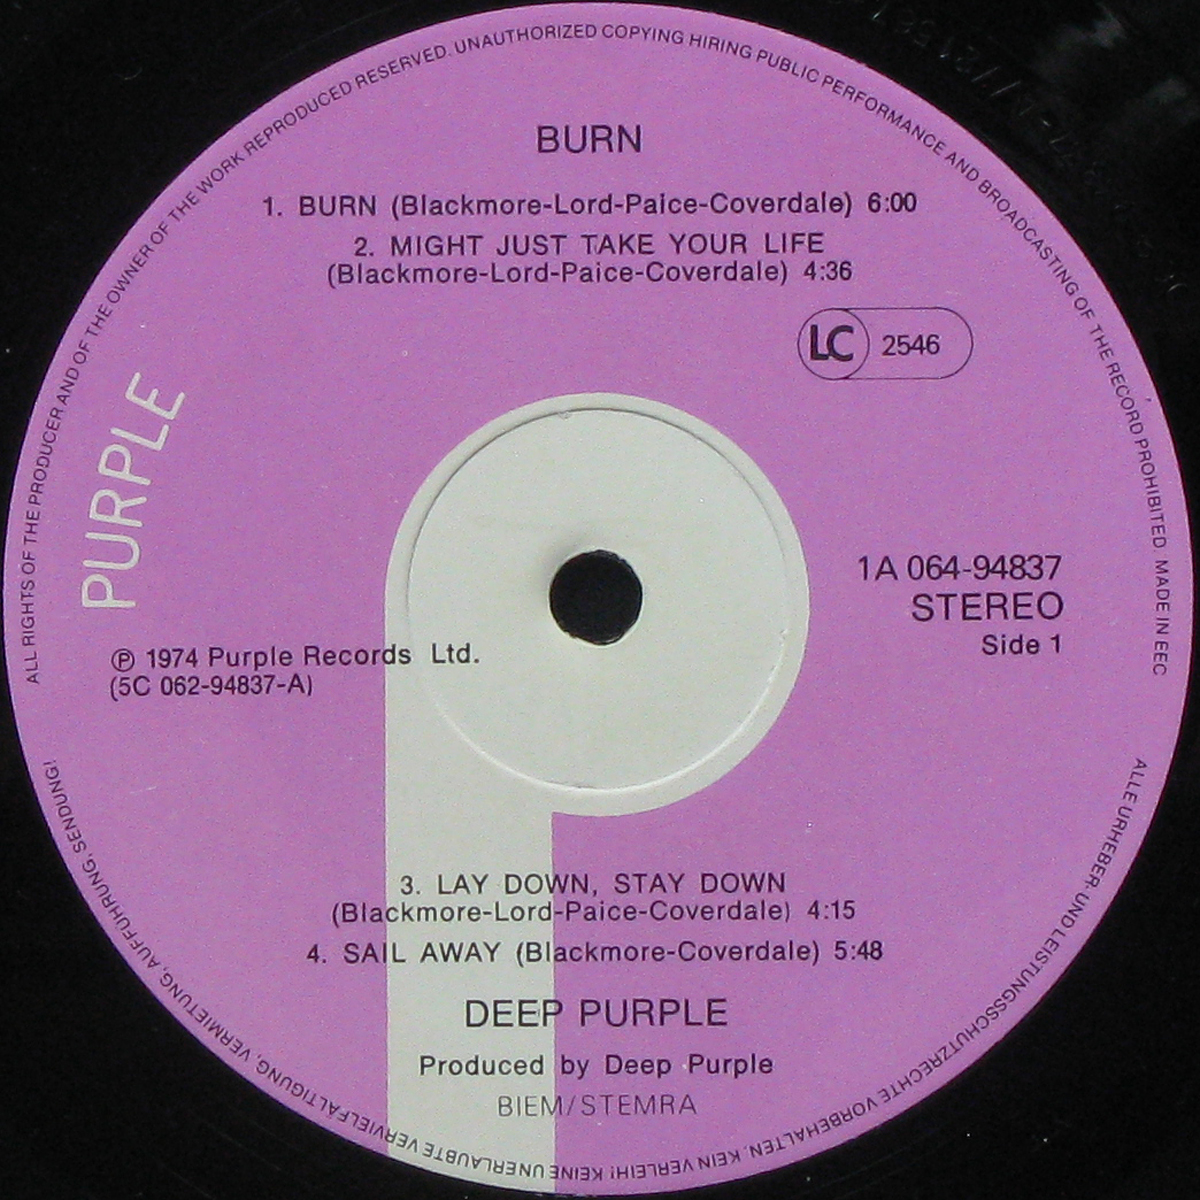 ALL RIGHTS OF THE PRODUCER AND OF THE OWNER OF THE WORK REPRODUCED RESERVED. UNAUTHORIZED COPYING HIRING PUBLIC PERFORMANCE AND BROADCASTING OF THE RECORD PROHIBITED. MADE IN EEC
BURN
1. BURN (Blackmore-Lord-Paice-Coverdale) 6:00
2. MIGHT JUST TAKE YOUR LIFE
(Blackmore-Lord-Paice-Coverdale) 4:36
LC 2546
PURPLE
1A 064-94837
STEREO
Side 1
℗ 1974 Purple Records Ltd.
(5C 062-94837-A)
3. LAY DOWN, STAY DOWN
(Blackmore-Lord-Paice-Coverdale) 4:15
4. SAIL AWAY (Blackmore-Coverdale) 5:48
DEEP PURPLE
Produced by Deep Purple
BIEM/STEMRA
ALLE URHEBER- UND LEISTUNGSSCHUTZRECHTE VORBEHALTEN. KEIN VERLEIH! KEINE UNERLAUBTE VERVIELFÄLTIGUNG, VERMIETUNG, AUFFÜHRUNG, SENDUNG!